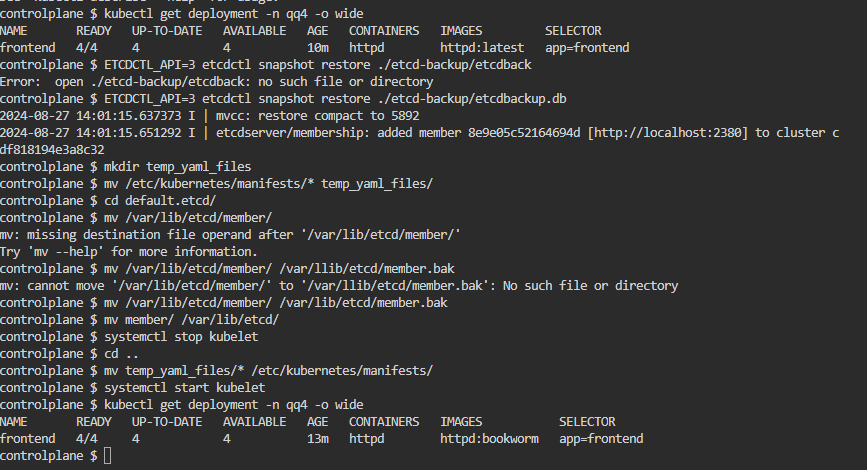 controlplane $ kubectl get deployment -n qq4 -o wide
NAME READY UP-TO-DATE AVAILABLE AGE CONTAINERS IMAGES SELECTOR
frontend 4/4 4 4 10m httpd httpd:latest app=frontend
controlplane $ ETCDCTL_API=3 etcdctl snapshot restore ./etcd-backup/etcdback
Error:  open ./etcd-backup/etcdback: no such file or directory
controlplane $ ETCDCTL_API=3 etcdctl snapshot restore ./etcd-backup/etcdback.db
2024-08-27 14:01:15.637373 I | mvcc: restore compact to 5892
2024-08-27 14:01:15.651292 I | etcdserver/membership: added member 8e9e05c52164694d [http://localhost:2380] to cluster c
df818194e3a8c32
controlplane $ mkdir temp_yaml_files
controlplane $ mv /etc/kubernetes/manifests/* temp_yaml_files/
controlplane $ cd default.etcd/
controlplane $ mv /var/lib/etcd/member/
mv: missing destination file operand after '/var/lib/etcd/member/'
Try 'mv --help' for more information.
controlplane $ mv /var/lib/etcd/member/ /var/llib/etcd/member.bak
mv: cannot move '/var/lib/etcd/member/' to '/var/llib/etcd/member.bak': No such file or directory
controlplane $ mv /var/lib/etcd/member/ /var/lib/etcd/member.bak
controlplane $ mv member/ /var/lib/etcd/
controlplane $ systemctl stop kubelet
controlplane $ cd ..
controlplane $ mv temp_yaml_files/* /etc/kubernetes/manifests/
controlplane $ systemctl start kubelet
controlplane $ kubectl get deployment -n qq4 -o wide
NAME READY UP-TO-DATE AVAILABLE AGE CONTAINERS IMAGES SELECTOR
frontend 4/4 4 4 13m httpd httpd:bookworm app=frontend
controlplane $